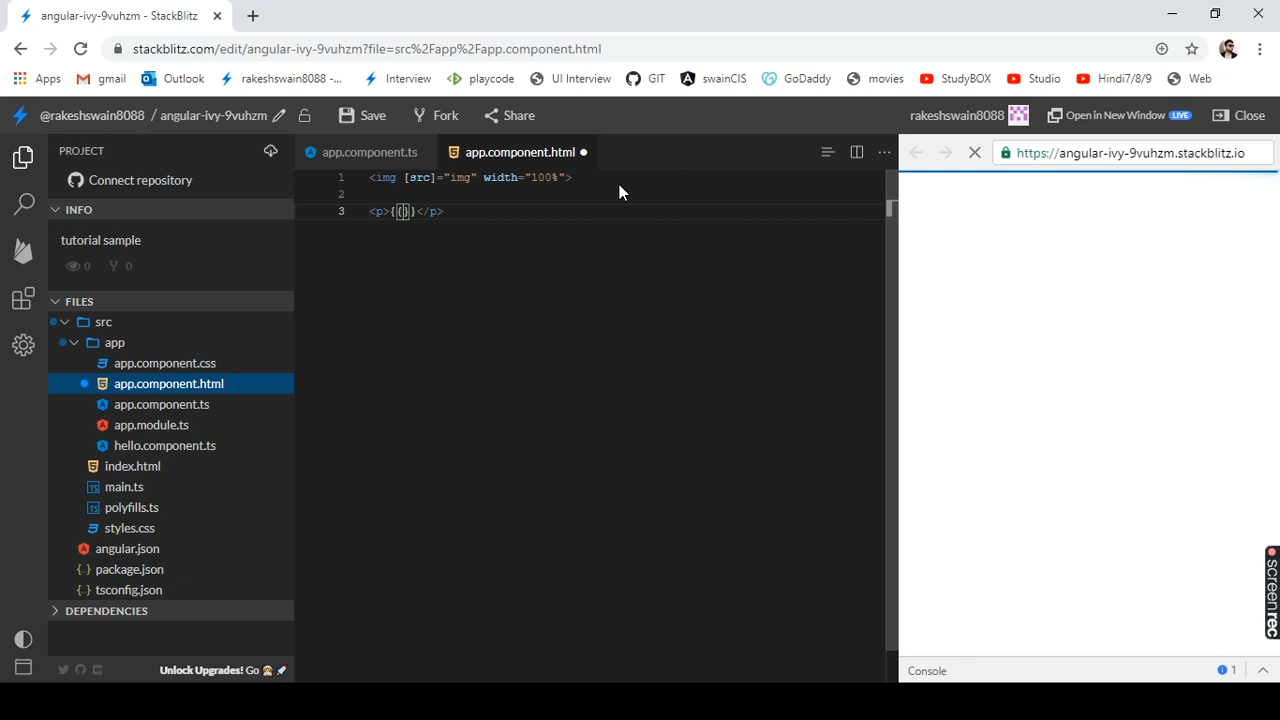 angular-ivy-9vuhzm - StackBlitz
stackblitz.com/edit/angular-ivy-9vuhzm?file=src%2Fapp%2Fapp.component.html
Apps gmail Outlook rakeshswain8088 -... Interview playcode UI Interview GIT swainCIS GoDaddy movies StudyBOX Studio Hindi7/8/9 Web
@rakeshswain8088 / angular-ivy-9vuhzm Save Fork Share rakeshswain8088 Open in New Window LIVE Close
PROJECT app.component.ts app.component.html https://angular-ivy-9vuhzm.stackblitz.io
Connect repository
1 <img [src]="img" width="100%">
2
3 <p>{{}}</p>
INFO
tutorial sample
0 0
FILES
src
app
app.component.css
app.component.html
app.component.ts
app.module.ts
hello.component.ts
index.html
main.ts
polyfills.ts
styles.css
angular.json
package.json
tsconfig.json
DEPENDENCIES
Unlock Upgrades! Go
Console 1
screenrec